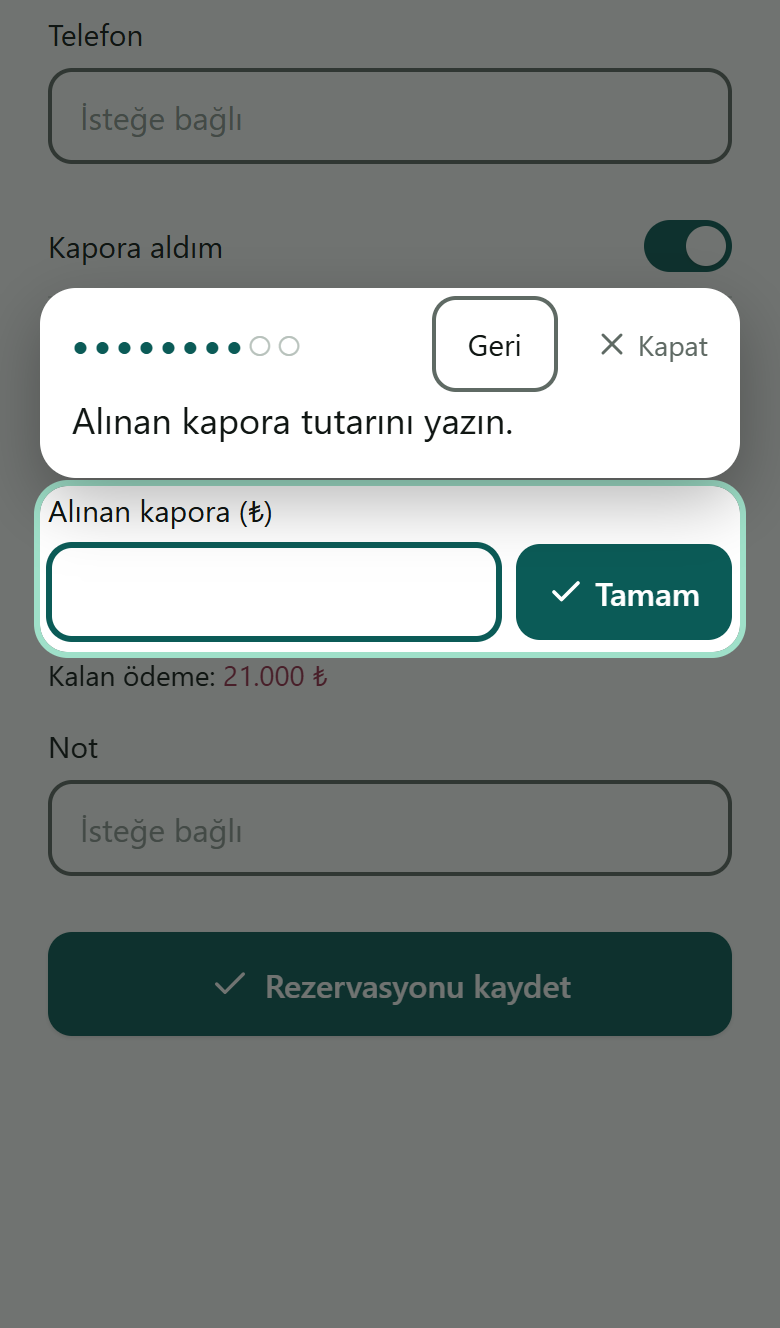 Telefon
İsteğe bağlı
Kapora aldım
Geri
Kapat
Alınan kapora tutarını yazın.
Alınan kapora (₺)
Tamam
Kalan ödeme: 21.000 ₺
Not
İsteğe bağlı
Rezervasyonu kaydet